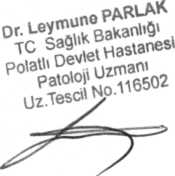 Dr. Leymune PARLAK
TC Sağlık Bakanlığı
Polatlı Devlet Hastanesi
Patoloji Uzmanı
Uz.Tescil No.116502